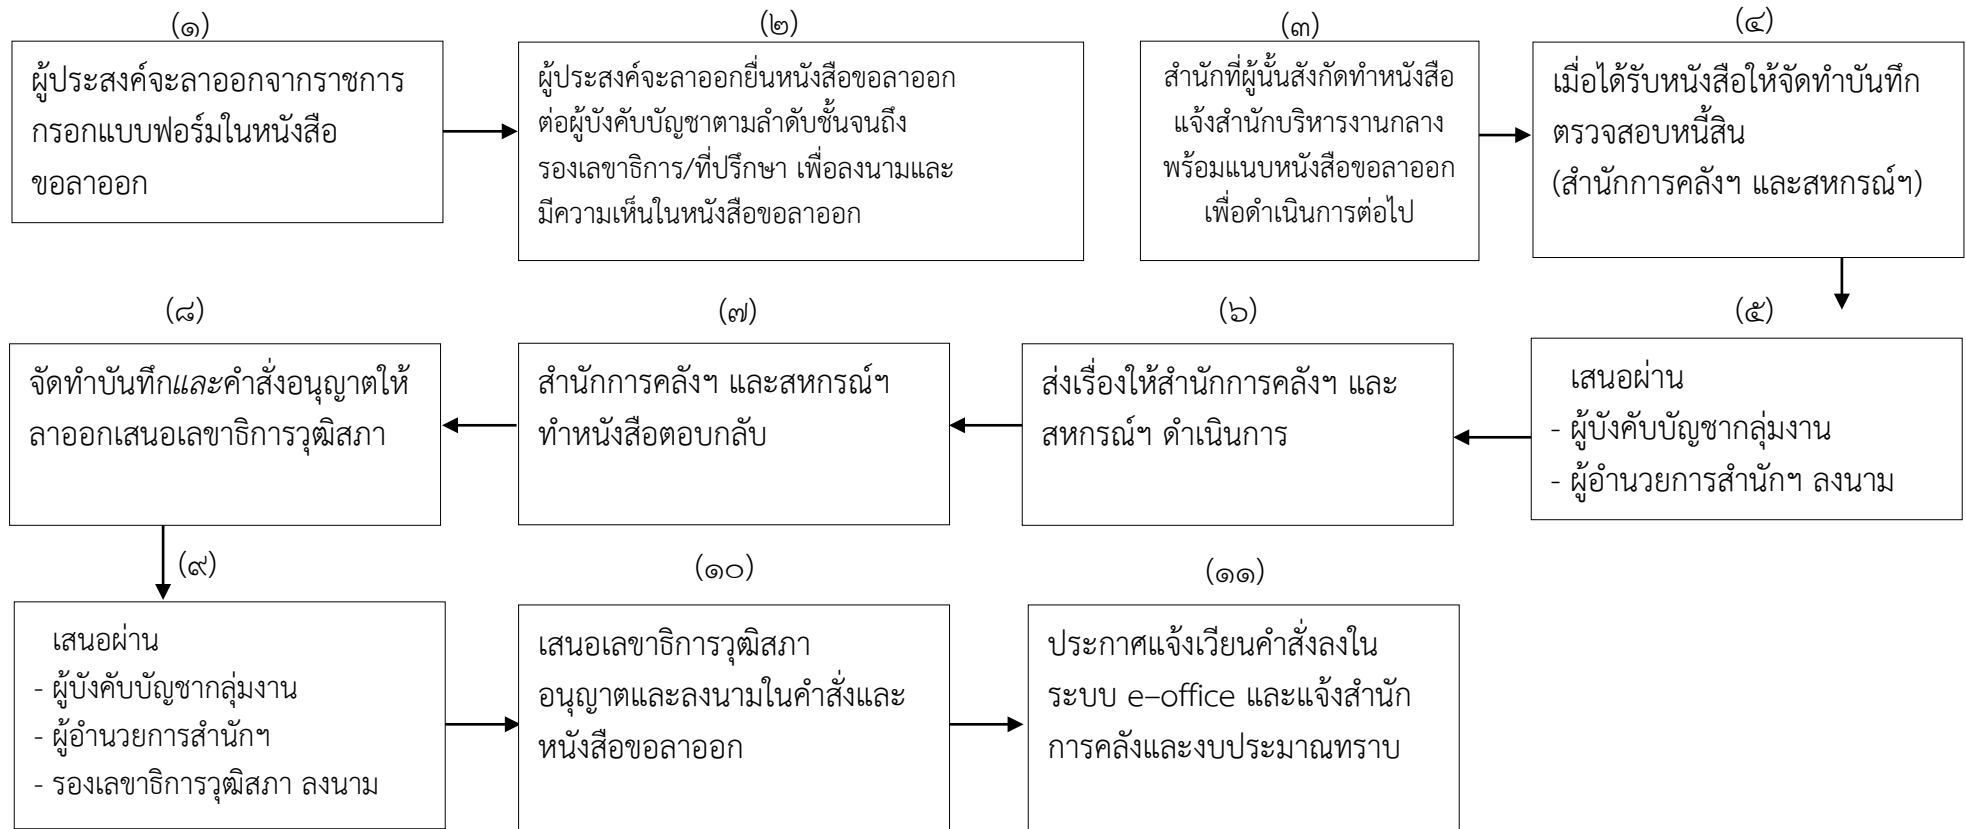 (๑)
ผู้ประสงค์จะลาออกจากราชการ
กรอกแบบฟอร์มในหนังสือ
ขอลาออก
(๒)
ผู้ประสงค์จะลาออกยื่นหนังสือขอลาออก
ต่อผู้บังคับบัญชาตามลำดับชั้นจนถึง
รองเลขาธิการ/ที่ปรึกษา เพื่อลงนามและ
มีความเห็นในหนังสือขอลาออก
(๓)
สำนักที่ผู้นั้นสังกัดทำหนังสือ
แจ้งสำนักบริหารงานกลาง
พร้อมแนบหนังสือขอลาออก
เพื่อดำเนินการต่อไป
(๔)
เมื่อได้รับหนังสือให้จัดทำบันทึก
ตรวจสอบหนี้สิน
(สำนักการคลังฯ และสหกรณ์ฯ)
(๕)
เสนอผ่าน
- ผู้บังคับบัญชากลุ่มงาน
- ผู้อำนวยการสำนักฯ ลงนาม
(๖)
ส่งเรื่องให้สำนักการคลังฯ และ
สหกรณ์ฯ ดำเนินการ
(๗)
สำนักการคลังฯ และสหกรณ์ฯ
ทำหนังสือตอบกลับ
(๘)
จัดทำบันทึกและคำสั่งอนุญาตให้
ลาออกเสนอเลขาธิการวุฒิสภา
(๙)
เสนอผ่าน
- ผู้บังคับบัญชากลุ่มงาน
- ผู้อำนวยการสำนักฯ
- รองเลขาธิการวุฒิสภา ลงนาม
(๑๐)
เสนอเลขาธิการวุฒิสภา
อนุญาตและลงนามในคำสั่งและ
หนังสือขอลาออก
(๑๑)
ประกาศแจ้งเวียนคำสั่งลงใน
ระบบ e–office และแจ้งสำนัก
การคลังและงบประมาณทราบ